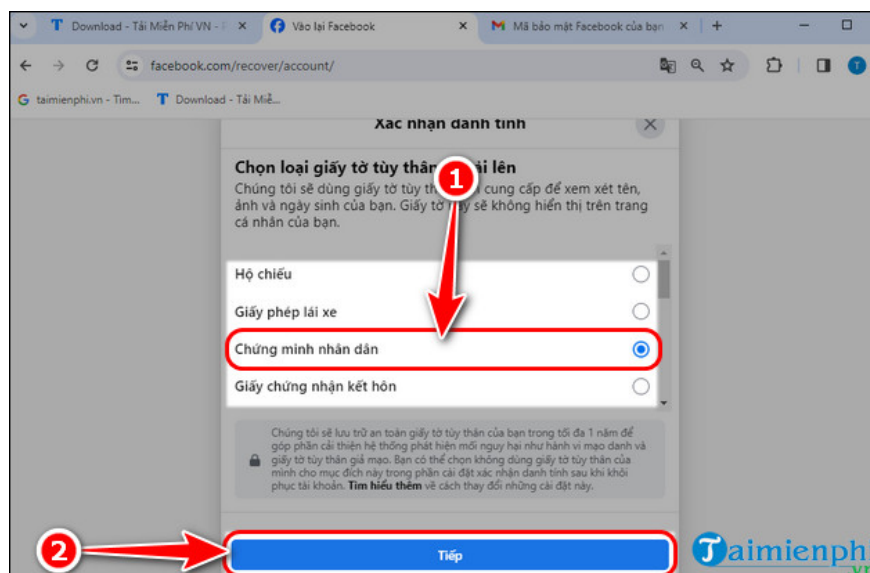 Download - Tải Miễn Phí VN -
Vào lại Facebook
Mã bảo mật Facebook của bạn
facebook.com/recover/account/
T
taimienphi.vn - Tim...
Download - Tải Miễ...
Xác nhận danh tính
Chọn loại giấy tờ tùy thân ải lên
Chúng tôi sẽ dùng giấy tờ tùy th cung cấp để xem xét tên,
ảnh và ngày sinh của bạn. Giấy tờ này sẽ không hiển thị trên trang
cá nhân của bạn.
1
Hộ chiếu
Giấy phép lái xe
Chứng minh nhân dân
Giấy chứng nhận kết hôn
Chúng tôi sẽ lưu trữ an toàn giấy tờ tùy thân của bạn trong tối đa 1 năm để
góp phần cải thiện hệ thống phát hiện mối nguy hại như hành vi mạo danh và
giấy tờ tùy thân giả mạo. Bạn có thể chọn không dùng giấy tờ tùy thân của
mình cho mục đích này trong phần cài đặt xác nhận danh tính sau khi khôi
phục tài khoản. Tìm hiểu thêm về cách thay đổi những cài đặt này.
2
Tiếp
Taimienph
.vn